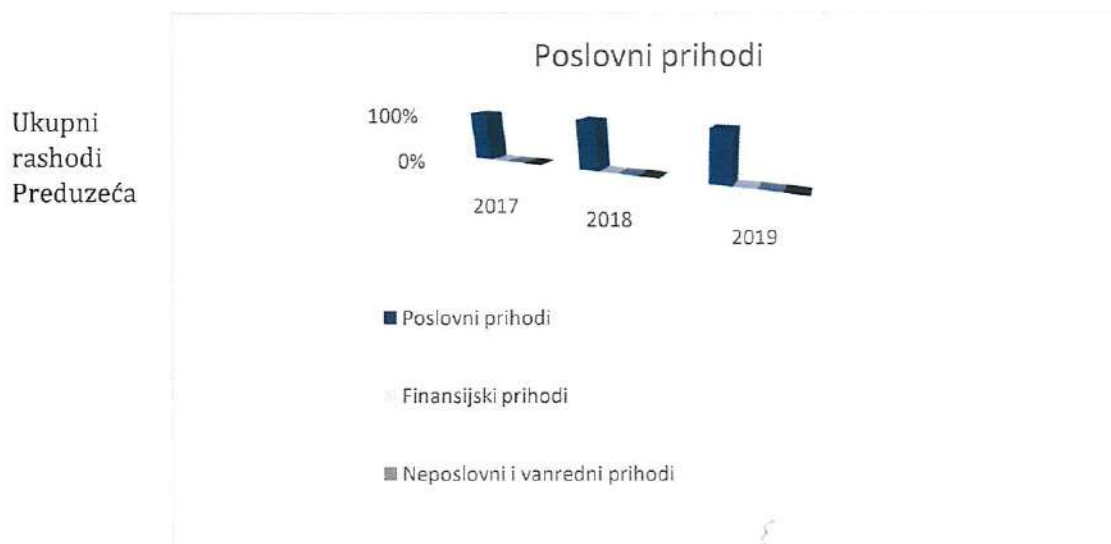 Ukupni
rashodi
Preduzeća
Poslovni prihodi
100%
0%
2017
2018
2019
Poslovni prihodi
Finansijski prihodi
Neposlovni i vanredni prihodi